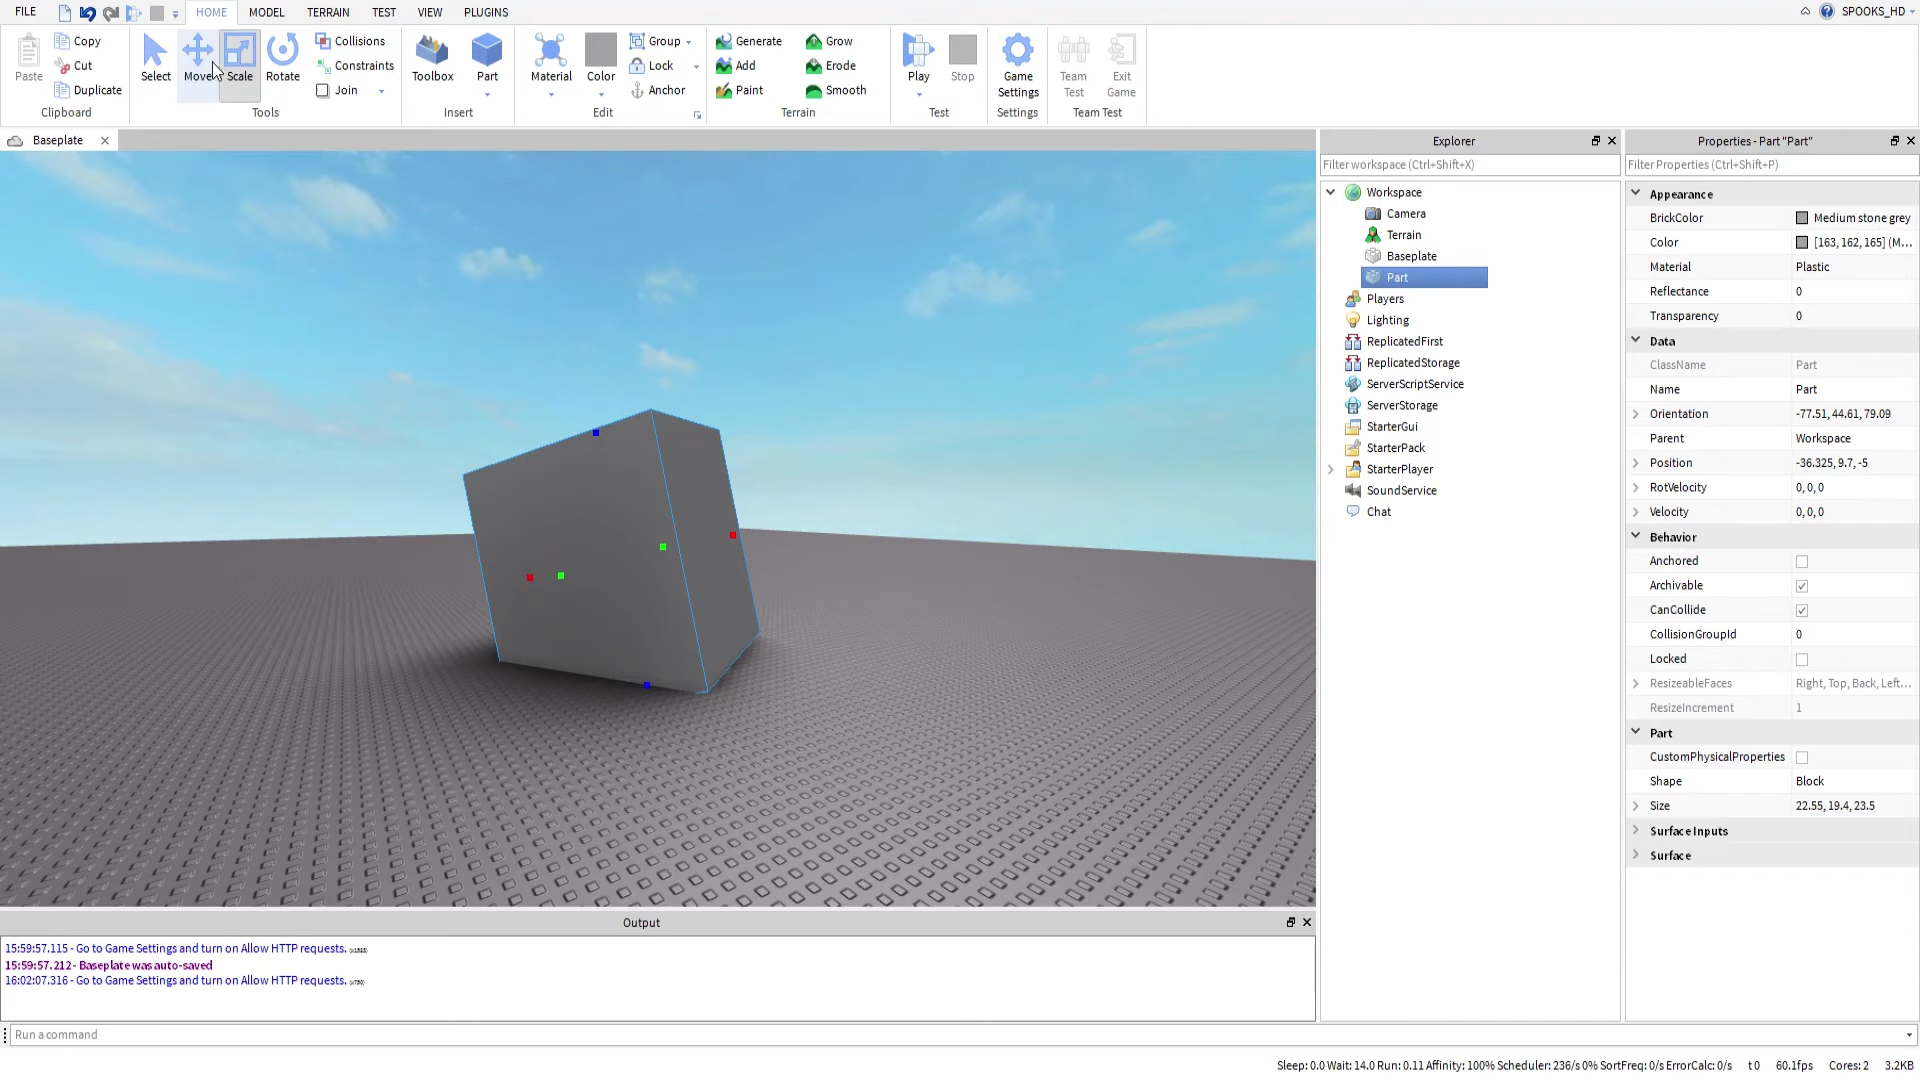 FILE HOME MODEL TERRAIN TEST VIEW PLUGINS SPOOKS_HD
Paste Copy Cut Duplicate
Clipboard
Select Move Scale Rotate Collisions Constraints Join
Tools
Toolbox Part
Insert
Material Color Group Lock Anchor
Edit
Generate Add Paint Grow Erode Smooth
Terrain
Play Stop
Test
Game Settings
Settings
Team Test Exit Game
Team Test
Baseplate
Explorer
Filter workspace (Ctrl+Shift+X)
Workspace
Camera
Terrain
Baseplate
Part
Players
Lighting
ReplicatedFirst
ReplicatedStorage
ServerScriptService
ServerStorage
StarterGui
StarterPack
StarterPlayer
SoundService
Chat
Properties - Part "Part"
Filter Properties (Ctrl+Shift+P)
Appearance
BrickColor Medium stone grey
Color [163, 162, 165] (M...
Material Plastic
Reflectance 0
Transparency 0
Data
ClassName Part
Name Part
Orientation -77.51, 44.61, 79.09
Parent Workspace
Position -36.325, 9.7, -5
RotVelocity 0, 0, 0
Velocity 0, 0, 0
Behavior
Anchored
Archivable
CanCollide
CollisionGroupId 0
Locked
ResizeableFaces Right, Top, Back, Left...
ResizeIncrement 1
Part
CustomPhysicalProperties
Shape Block
Size 22.55, 19.4, 23.5
Surface Inputs
Surface
Output
15:59:57.115 - Go to Game Settings and turn on Allow HTTP requests.
15:59:57.212 - Baseplate was auto-saved
16:02:07.316 - Go to Game Settings and turn on Allow HTTP requests.
Run a command
Sleep: 0.0 Wait: 14.0 Run: 0.11 Affinity: 100% Scheduler: 236/s 0% SortFreq: 0/s ErrorCalc: 0/s t 0 60.1fps Cores: 2 3.2KB